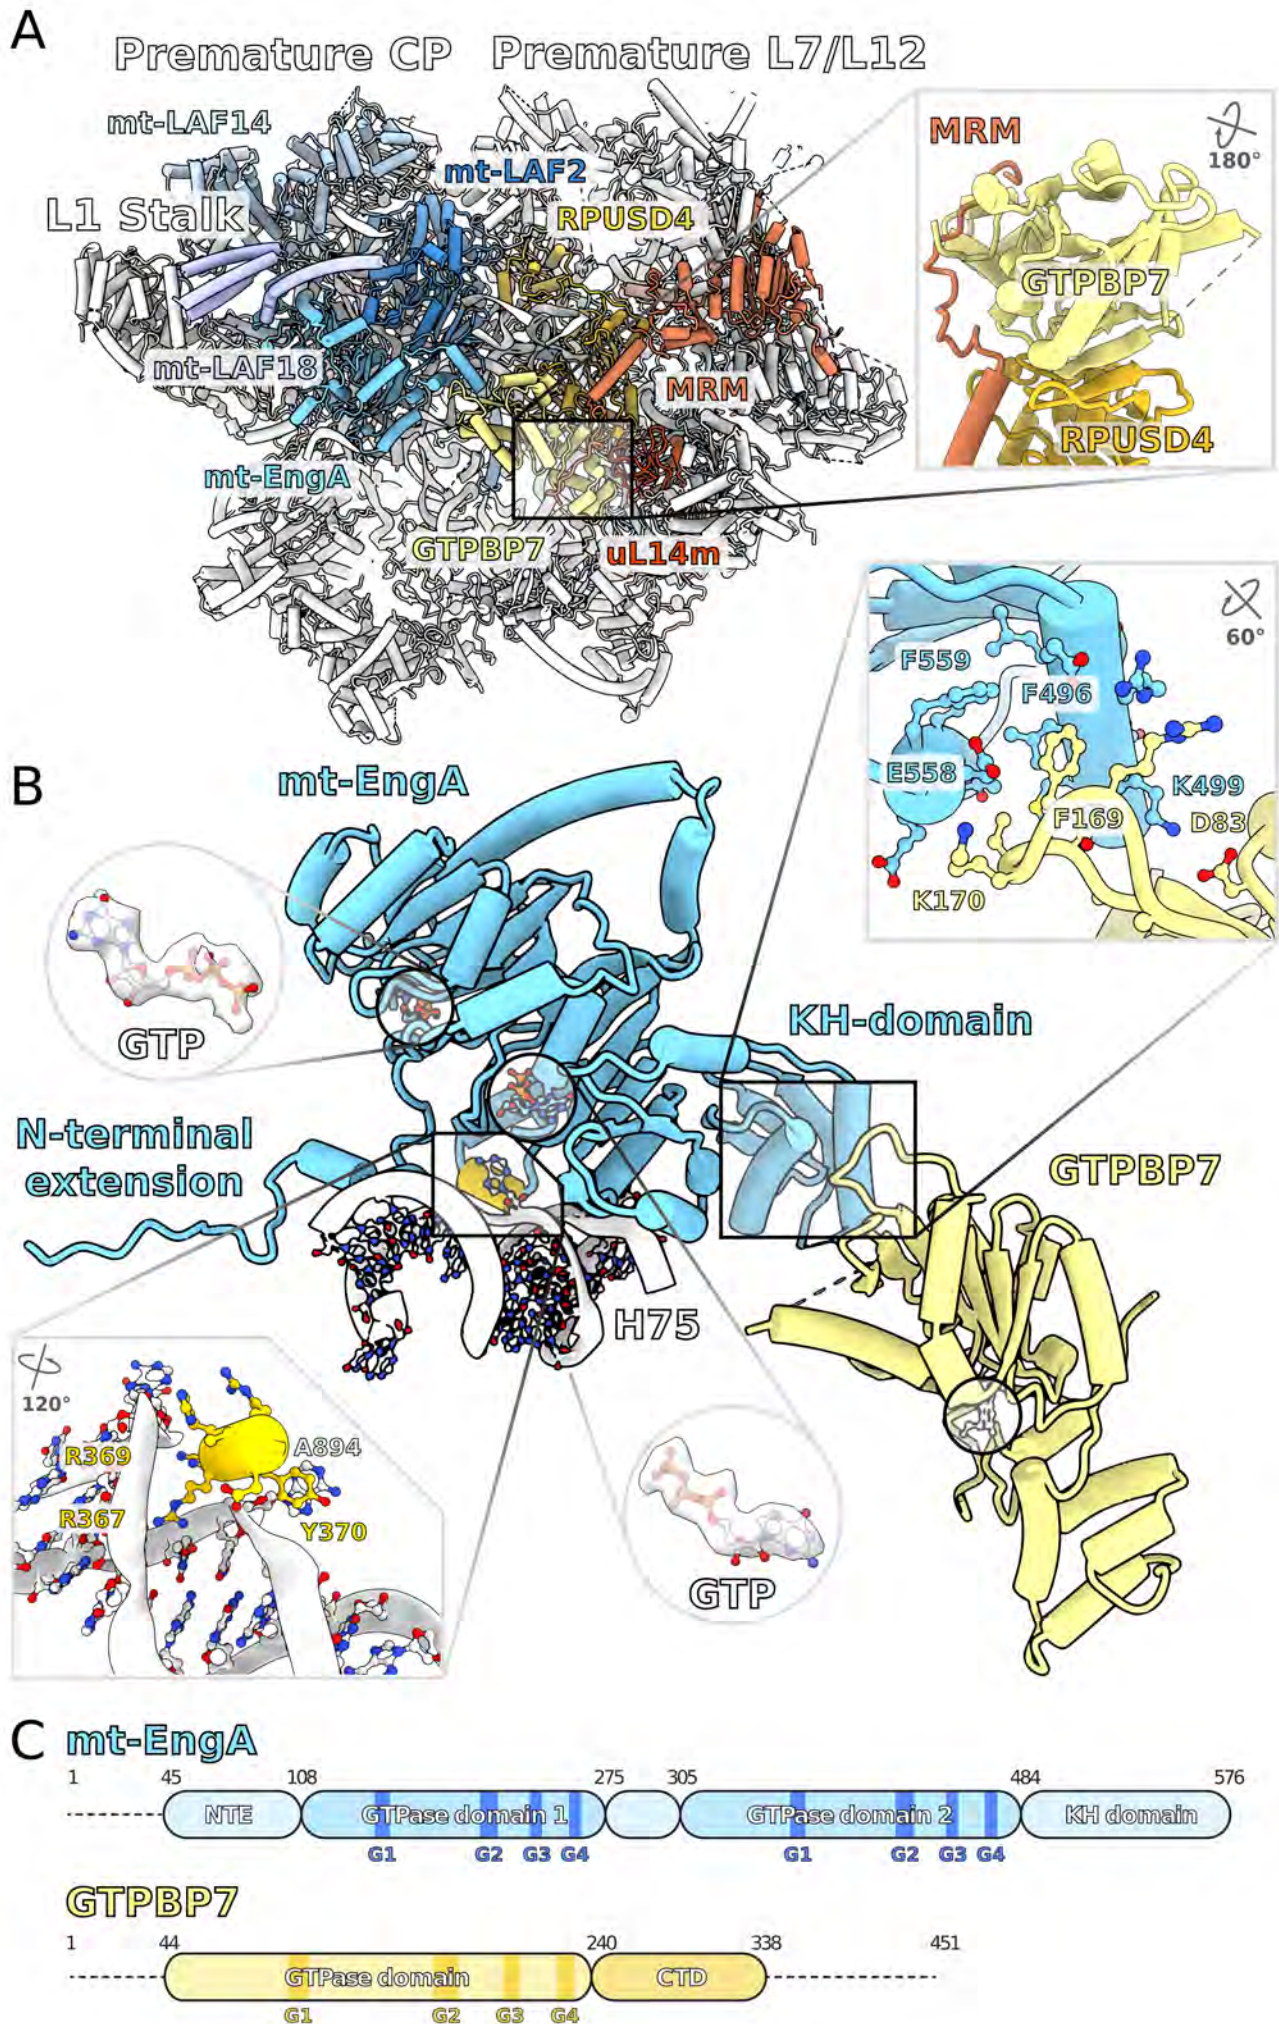 A
Premature CP
Premature L7/L12
mt-LAF14
mt-LAF2
RPUSD4
L1 Stalk
mt-LAF18
MRM
mt-EngA
GTPBP7
uL14m
MRM
180°
GTPBP7
RPUSD4
60°
F559
F496
E558
K499
F169
D83
K170
B
mt-EngA
GTP
KH-domain
N-terminal
extension
GTPBP7
H75
120°
R369
A894
R367
Y370
GTP
C
mt-EngA
1 45 108 275 305 484 576
NTE GTPase domain 1 GTPase domain 2 KH domain
G1 G2 G3 G4 G1 G2 G3 G4
GTPBP7
1 44 240 338 451
GTPase domain CTD
G1 G2 G3 G4